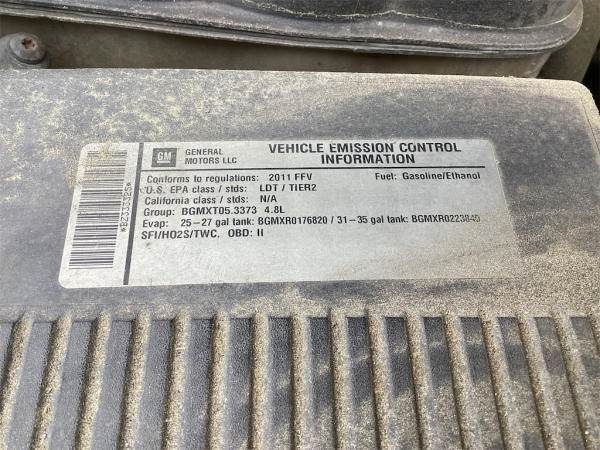 GM
GENERAL
MOTORS LLC
VEHICLE EMISSION CONTROL
INFORMATION
Conforms to regulations: 2011 FFV Fuel: Gasoline/Ethanol
U.S. EPA class / stds: LDT / TIER2
California class / stds: N/A
Group: BGMXT05.3373 4.8L
Evap: 25-27 gal tank: BGMXR0176820 / 31-35 gal tank: BGMXR0223840
SFI/HO2S/TWC, OBD: II